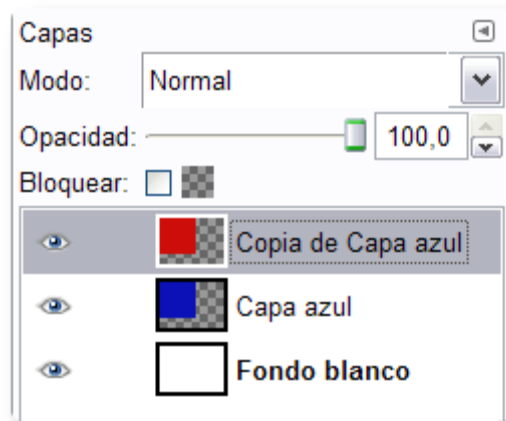 Capas
Modo: Normal
Opacidad: 100,0
Bloquear:
Copia de Capa azul
Capa azul
Fondo blanco